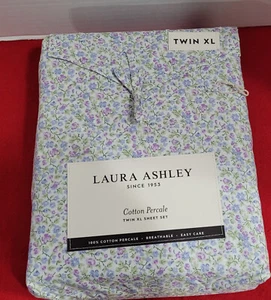 TWIN XL
LAURA ASHLEY
SINCE 1953
Cotton Percale
TWIN XL SHEET SET
100% COTTON PERCALE • BREATHABLE • EASY CARE